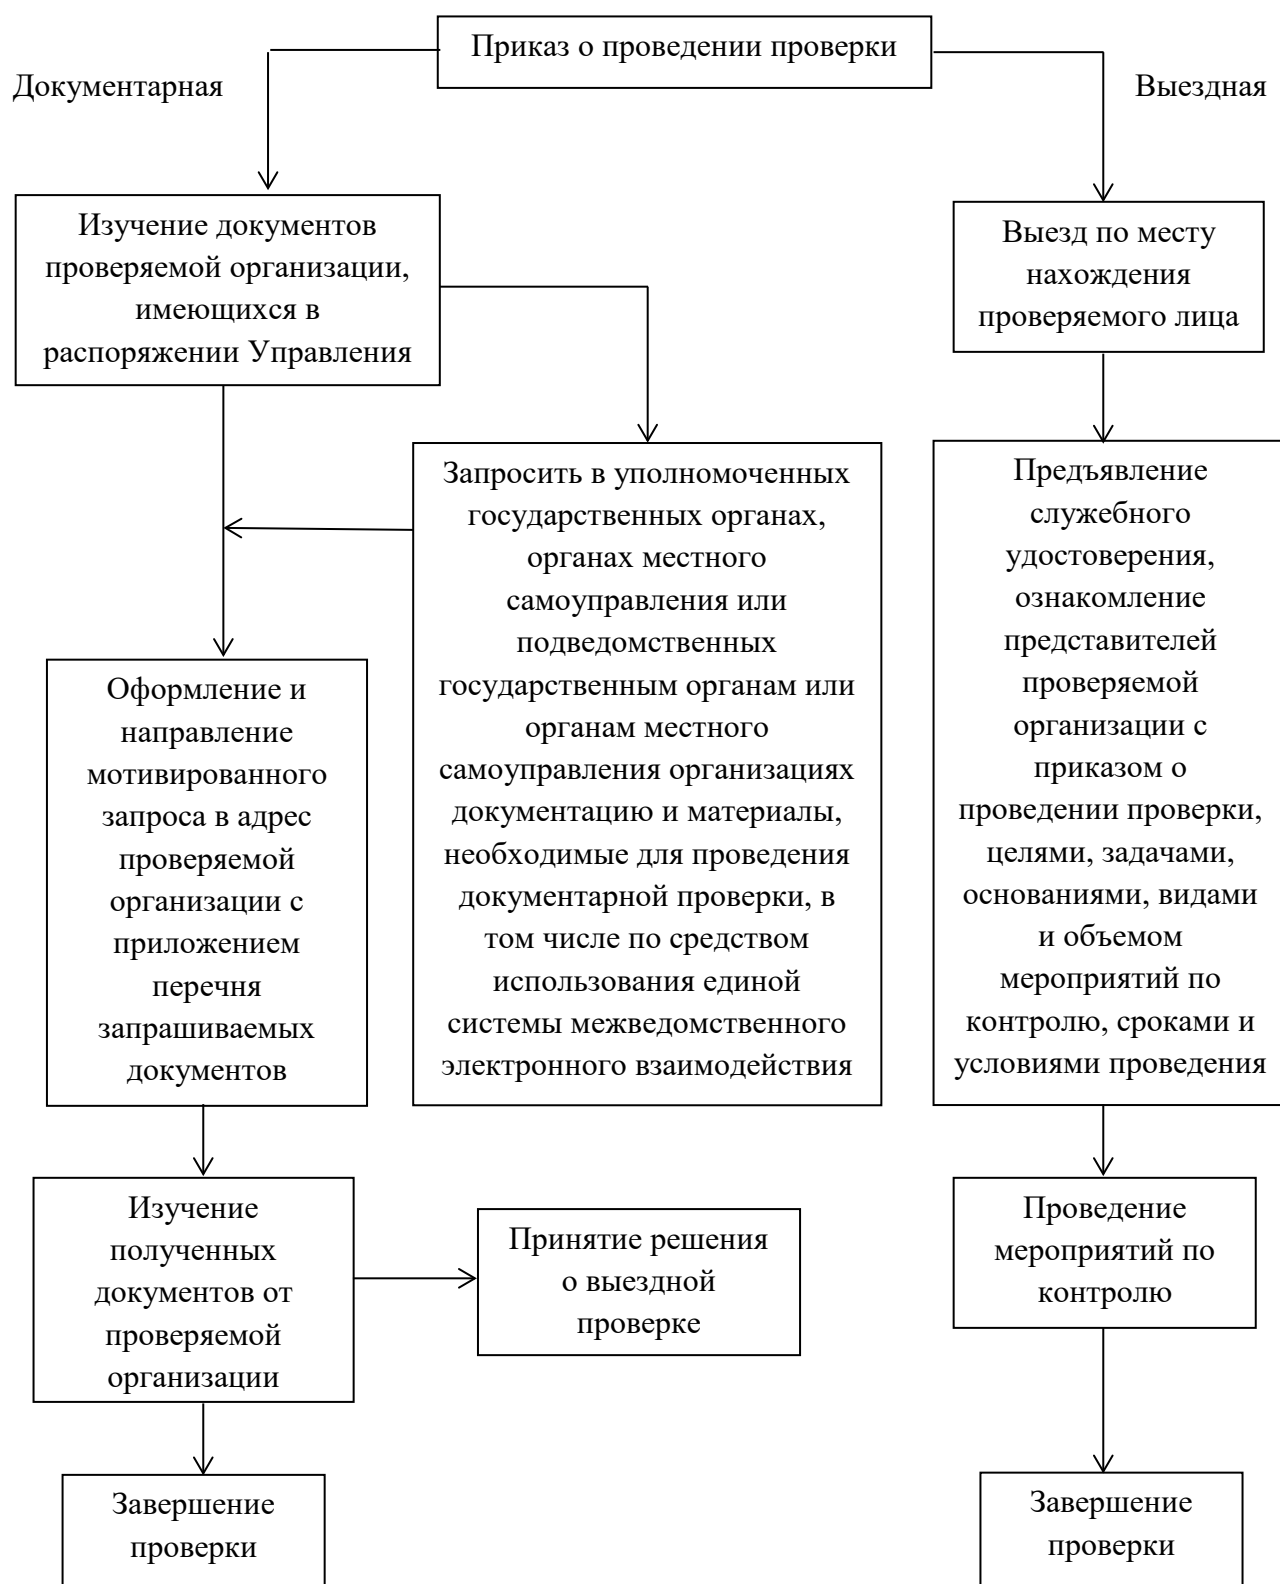 Приказ о проведении проверки
Документарная
Выездная
Изучение документов
проверяемой организации,
имеющихся в
распоряжении Управления
Выезд по месту
нахождения
проверяемого лица
Запросить в уполномоченных
государственных органах,
органах местного
самоуправления или
подведомственных
государственным органам или
органам местного
самоуправления организациях
документацию и материалы,
необходимые для проведения
документарной проверки, в
том числе по средством
использования единой
системы межведомственного
электронного взаимодействия
Предъявление
служебного
удостоверения,
ознакомление
представителей
проверяемой
организации с
приказом о
проведении проверки,
целями, задачами,
основаниями, видами
и объемом
мероприятий по
контролю, сроками и
условиями проведения
Оформление и
направление
мотивированного
запроса в адрес
проверяемой
организации с
приложением
перечня
запрашиваемых
документов
Изучение
полученных
документов от
проверяемой
организации
Принятие решения
о выездной
проверке
Проведение
мероприятий по
контролю
Завершение
проверки
Завершение
проверки